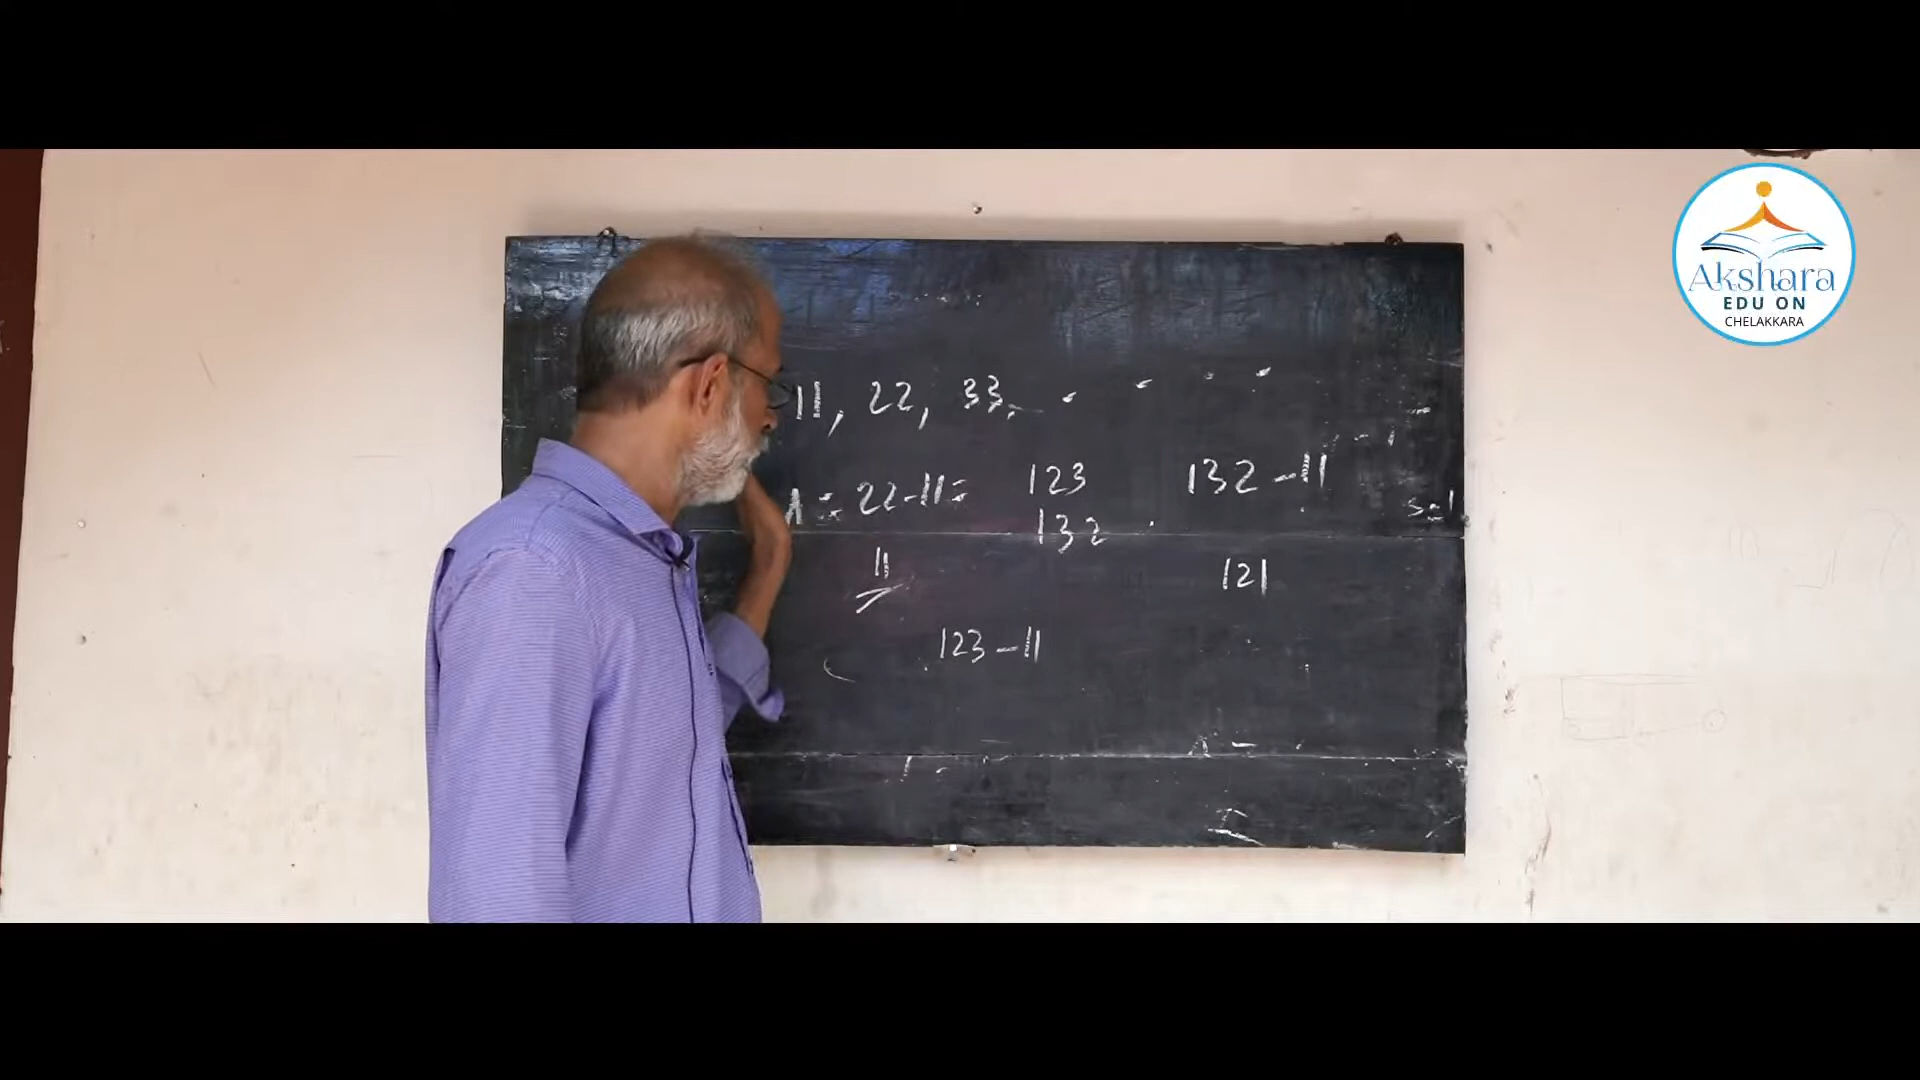 11, 22, 33, . . . .
= 22-11 =
11
123
132
123 - 11
132 - 11
121
Akshara
EDU ON
CHELAKKARA